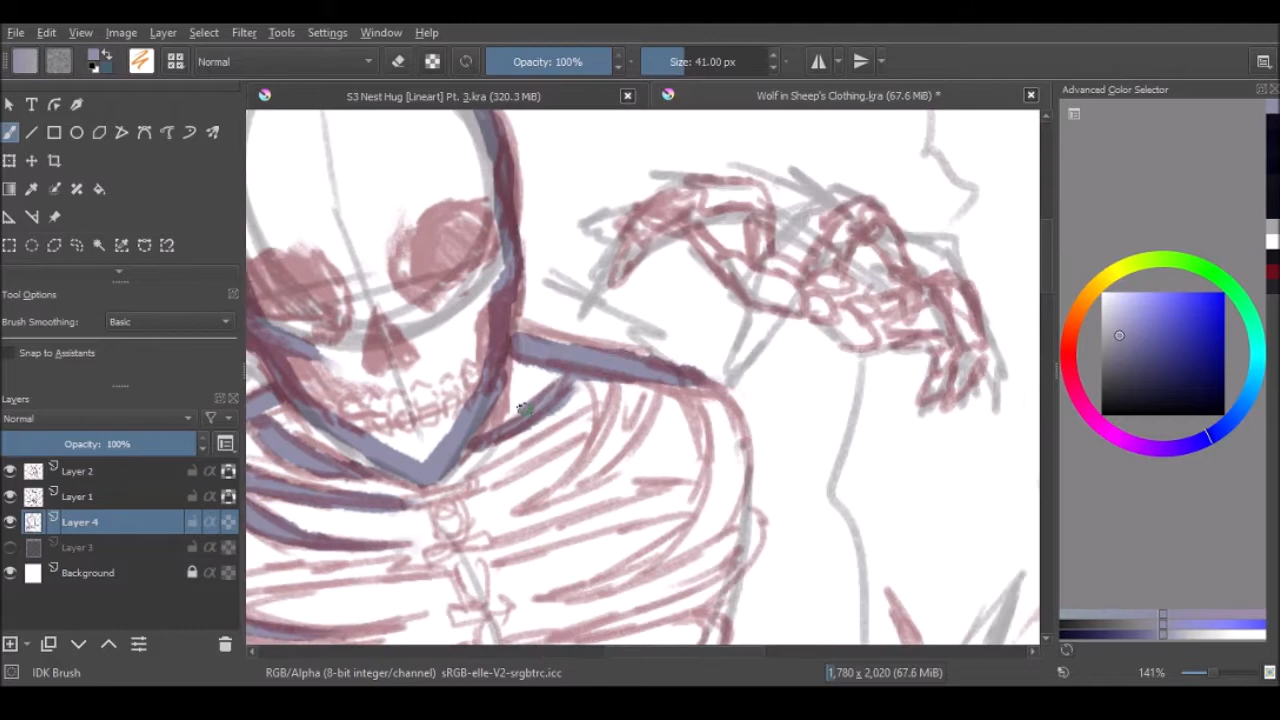 File Edit View Image Layer Select Filter Tools Settings Window Help
Normal Opacity: 100% Size: 41.00 px
S3 Nest Hug [Lineart] Pt. 3.kra (320.3 MiB) Wolf in Sheep's Clothing.kra (67.6 MiB) *
Advanced Color Selector
Tool Options
Brush Smoothing: Basic
Snap to Assistants
Layers
Normal
Opacity: 100%
Layer 2
Layer 1
Layer 4
Layer 3
Background
IDK Brush RGB/Alpha (8-bit integer/channel) sRGB-elle-V2-srgbtrc.icc 1,780 x 2,020 (67.6 MiB) 141%